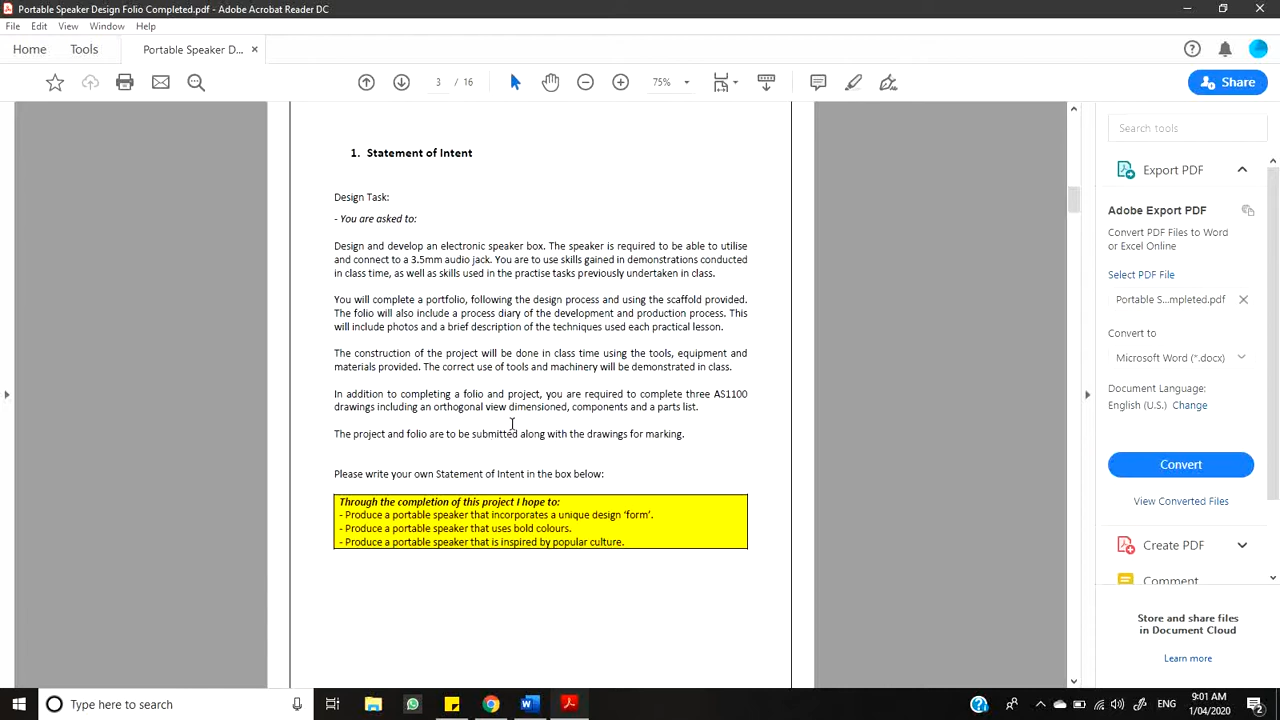 Portable Speaker Design Folio Completed.pdf - Adobe Acrobat Reader DC
File Edit View Window Help
Home Tools Portable Speaker D... ×
3 / 16 75% Share
Search tools
Export PDF
Adobe Export PDF
Convert PDF Files to Word
or Excel Online
Select PDF File
Portable S...mpleted.pdf
Convert to
Microsoft Word (*.docx)
Document Language:
English (U.S.) Change
Convert
View Converted Files
Create PDF
Comment
Store and share files
in Document Cloud
Learn more
1. Statement of Intent
Design Task:
- You are asked to:
Design and develop an electronic speaker box. The speaker is required to be able to utilise
and connect to a 3.5mm audio jack. You are to use skills gained in demonstrations conducted
in class time, as well as skills used in the practise tasks previously undertaken in class.
You will complete a portfolio, following the design process and using the scaffold provided.
The folio will also include a process diary of the development and production process. This
will include photos and a brief description of the techniques used each practical lesson.
The construction of the project will be done in class time using the tools, equipment and
materials provided. The correct use of tools and machinery will be demonstrated in class.
In addition to completing a folio and project, you are required to complete three AS1100
drawings including an orthogonal view dimensioned, components and a parts list.
The project and folio are to be submitted along with the drawings for marking.
Please write your own Statement of Intent in the box below:
Through the completion of this project I hope to:
- Produce a portable speaker that incorporates a unique design ‘form’.
- Produce a portable speaker that uses bold colours.
- Produce a portable speaker that is inspired by popular culture.
Type here to search
ENG
9:01 AM
1/04/2020
2